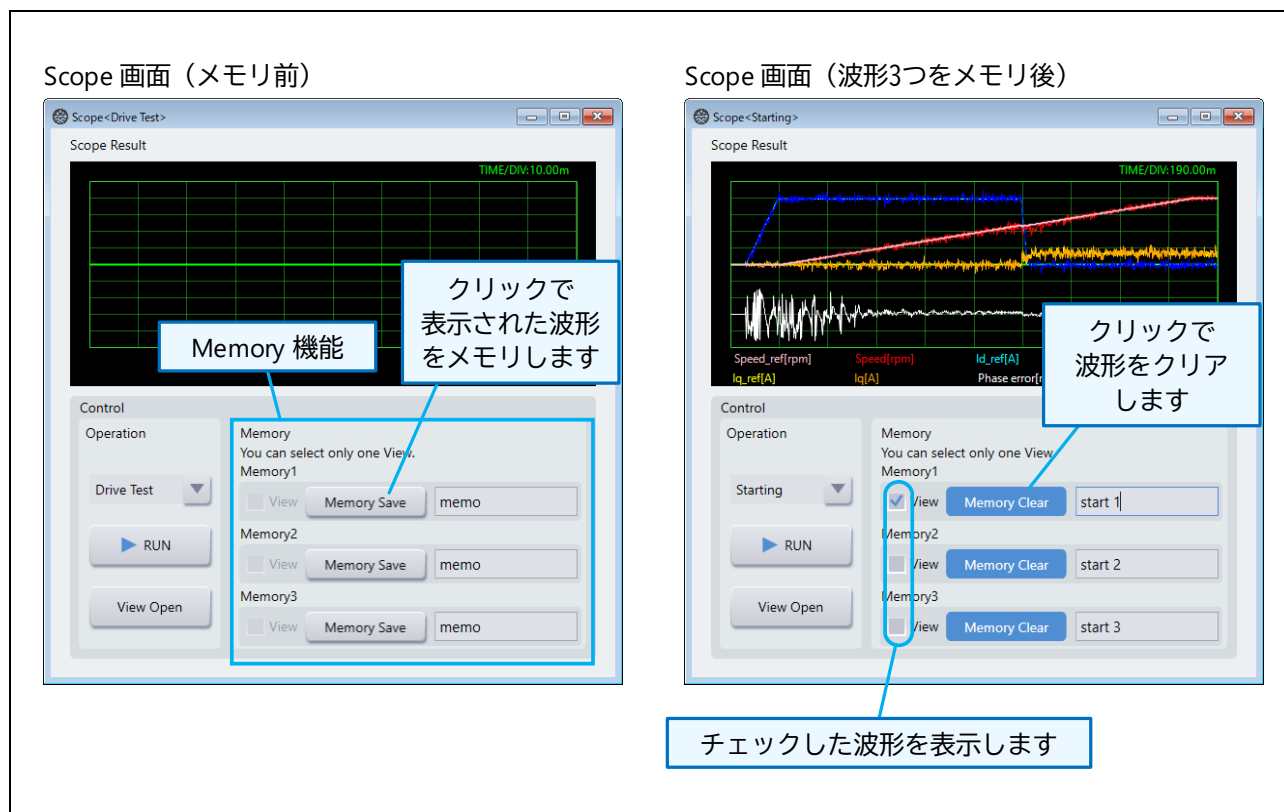 Scope 画面（メモリ前）
Scope<Drive Test>
Scope Result
TIME/DIV:10.00m
クリックで
表示された波形
をメモリします
Memory 機能
Control
Operation
Drive Test
RUN
View Open
Memory
You can select only one View.
Memory1
View Memory Save memo
Memory2
View Memory Save memo
Memory3
View Memory Save memo
Scope 画面（波形3つをメモリ後）
Scope<Starting>
Scope Result
TIME/DIV:190.00m
Speed_ref[rpm] Speed[rpm] Id_ref[A]
Iq_ref[A] Iq[A] Phase error[
クリックで
波形をクリア
します
Control
Operation
Starting
RUN
View Open
Memory
You can select only one View
Memory1
View Memory Clear start 1
Memory2
View Memory Clear start 2
Memory3
View Memory Clear start 3
チェックした波形を表示します